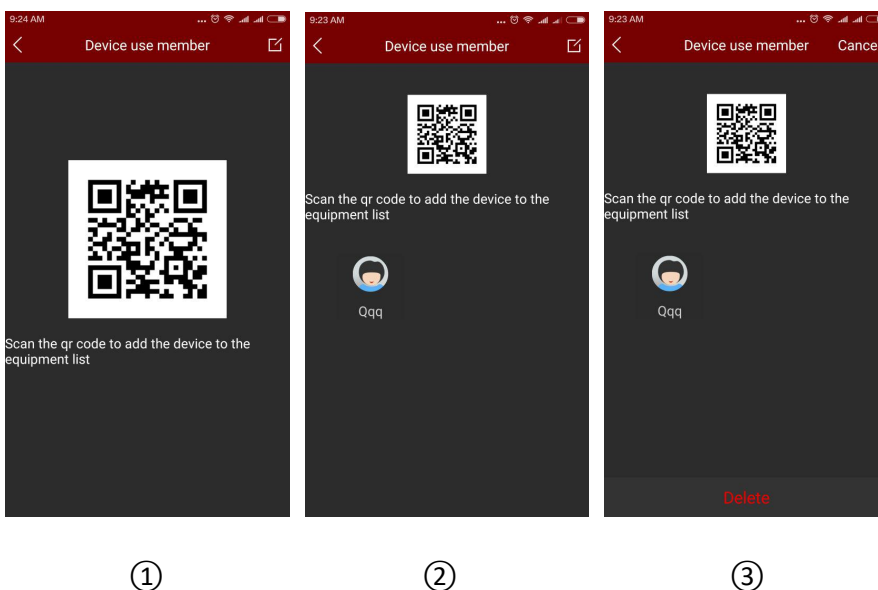 9:24 AM
Device use member
Scan the qr code to add the device to the
equipment list
①
9:23 AM
Device use member
Scan the qr code to add the device to the
equipment list
Qqq
②
9:23 AM
Device use member Cance
Scan the qr code to add the device to the
equipment list
Qqq
Delete
③